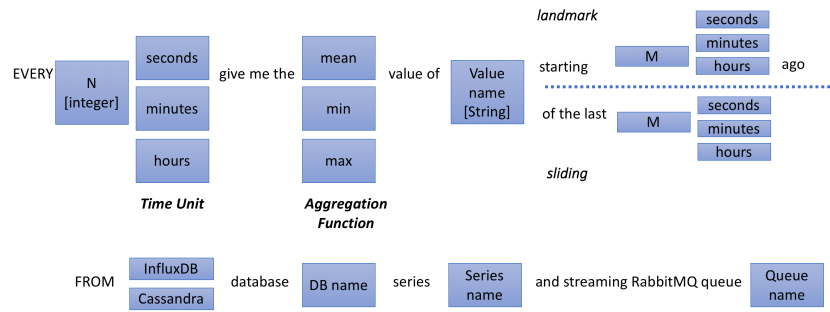 landmark
seconds
minutes
hours
M
starting
ago
EVERY
N
[integer]
seconds
minutes
hours
Time Unit
give me the
mean
min
max
Aggregation
Function
value of
Value
name
[String]
of the last
M
seconds
minutes
hours
sliding
FROM
InfluxDB
Cassandra
database
DB name
series
Series
name
and streaming RabbitMQ queue
Queue
name